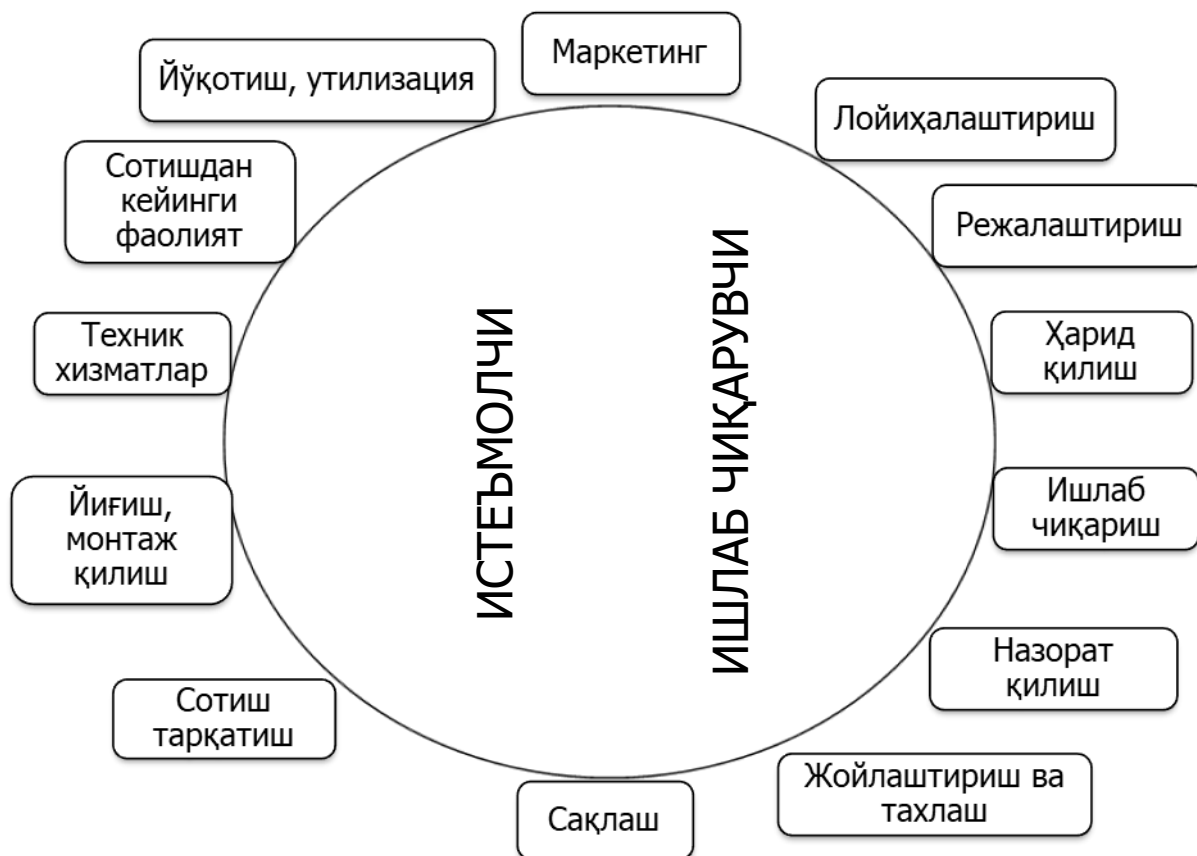 Маркетинг
Лойиҳалаштириш
Режалаштириш
Ҳарид
қилиш
Ишлаб
чиқариш
Назорат
қилиш
Жойлаштириш ва
тахлаш
Сақлаш
Сотиш
тарқатиш
Йиғиш,
монтаж
қилиш
Техник
хизматлар
Сотишдан
кейинги
фаолият
Йўқотиш, утилизация
ИСТЕЪМОЛЧИ
ИШЛАБ ЧИҚАРУВЧИ